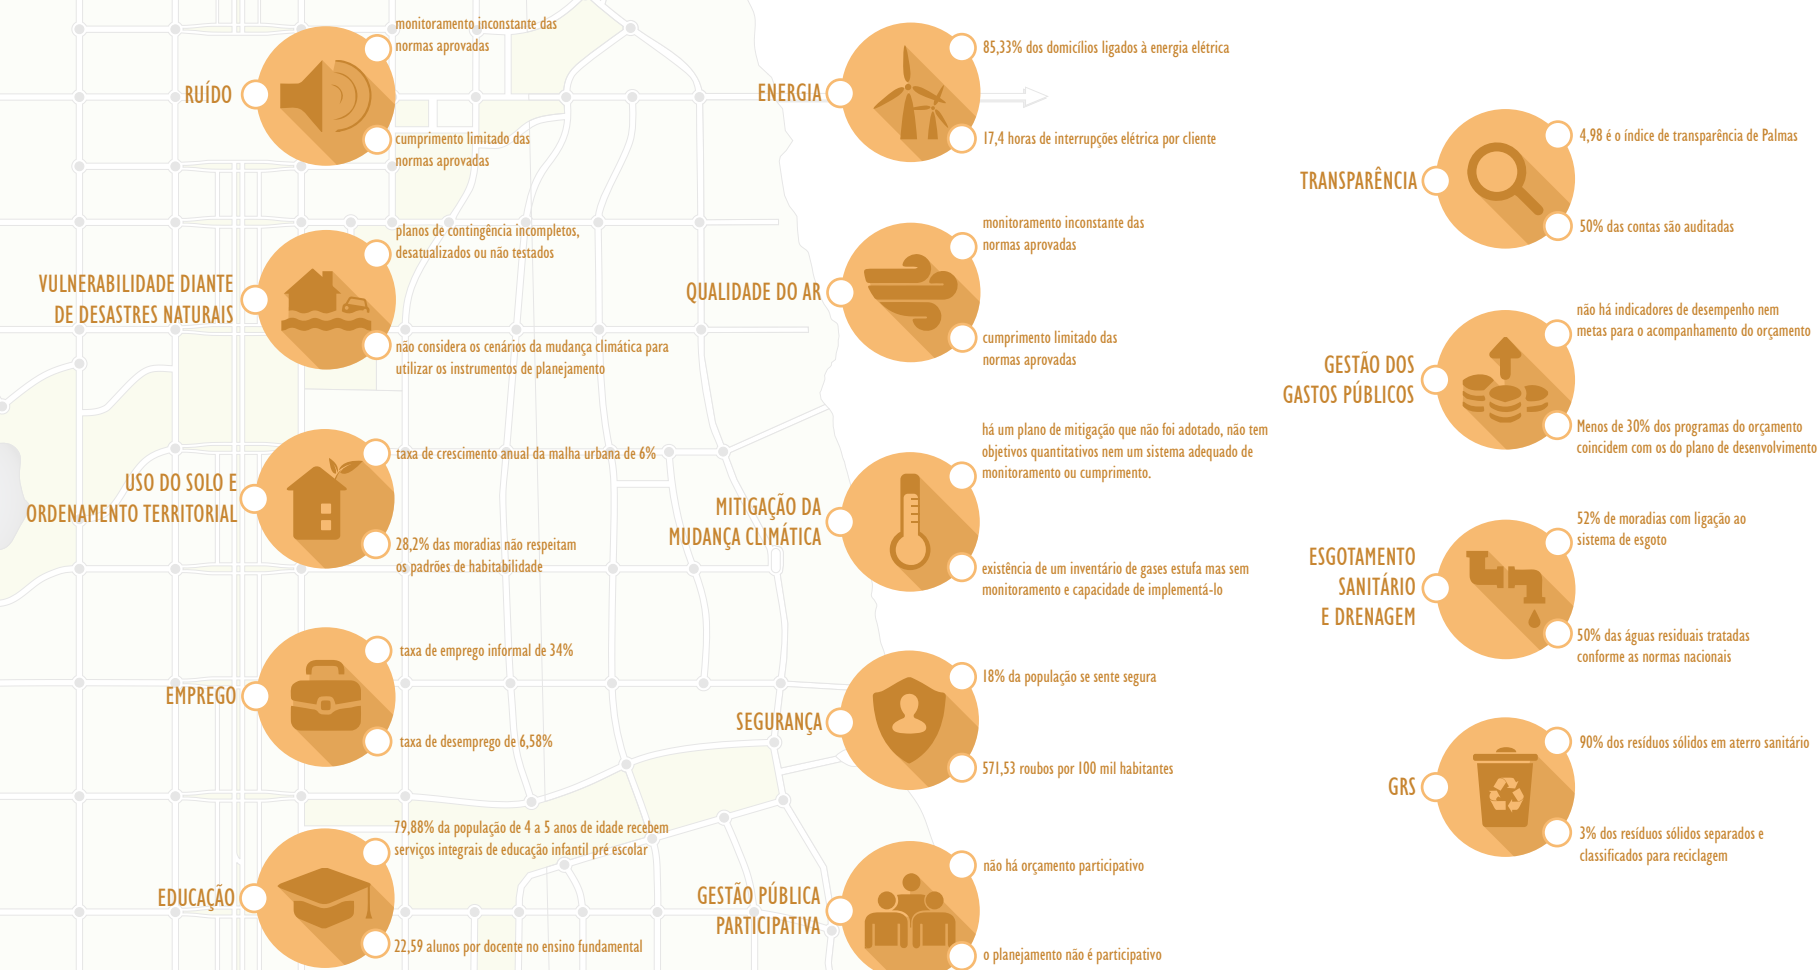 RUÍDO
monitoramento inconstante das
normas aprovadas
cumprimento limitado das
normas aprovadas
VULNERABILIDADE DIANTE
DE DESASTRES NATURAIS
planos de contingência incompletos,
desatualizados ou não testados
não considera os cenários da mudança climática para
utilizar os instrumentos de planejamento
USO DO SOLO E
ORDENAMENTO TERRITORIAL
taxa de crescimento anual da malha urbana de 6%
28,2% das moradias não respeitam
os padrões de habitabilidade
EMPREGO
taxa de emprego informal de 34%
taxa de desemprego de 6,58%
EDUCAÇÃO
79,88% da população de 4 a 5 anos de idade recebem
serviços integrais de educação infantil pré escolar
22,59 alunos por docente no ensino fundamental
ENERGIA
85,33% dos domicílios ligados à energia elétrica
17,4 horas de interrupções elétrica por cliente
QUALIDADE DO AR
monitoramento inconstante das
normas aprovadas
cumprimento limitado das
normas aprovadas
MITIGAÇÃO DA
MUDANÇA CLIMÁTICA
há um plano de mitigação que não foi adotado, não tem
objetivos quantitativos nem um sistema adequado de
monitoramento ou cumprimento.
existência de um inventário de gases estufa mas sem
monitoramento e capacidade de implementá-lo
SEGURANÇA
18% da população se sente segura
571,53 roubos por 100 mil habitantes
GESTÃO PÚBLICA
PARTICIPATIVA
não há orçamento participativo
o planejamento não é participativo
TRANSPARÊNCIA
4,98 é o índice de transparência de Palmas
50% das contas são auditadas
GESTÃO DOS
GASTOS PÚBLICOS
não há indicadores de desempenho nem
metas para o acompanhamento do orçamento
Menos de 30% dos programas do orçamento
coincidem com os do plano de desenvolvimento
ESGOTAMENTO
SANITÁRIO
E DRENAGEM
52% de moradias com ligação ao
sistema de esgoto
50% das águas residuais tratadas
conforme as normas nacionais
GRS
90% dos resíduos sólidos em aterro sanitário
3% dos resíduos sólidos separados e
classificados para reciclagem